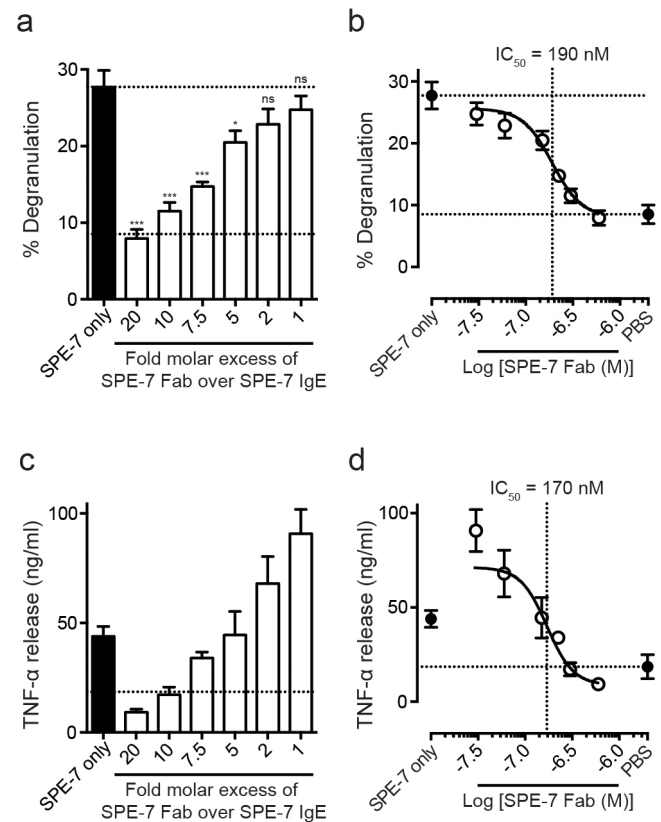 a
% Degranulation
30
20
10
0
***
***
***
*
ns
ns
SPE-7 only
20
10
7.5
5
2
1
Fold molar excess of
SPE-7 Fab over SPE-7 IgE
b
IC50 = 190 nM
% Degranulation
30
20
10
0
SPE-7 only
-7.5
-7.0
-6.5
-6.0
PBS
Log [SPE-7 Fab (M)]
c
TNF-α release (ng/ml)
100
50
0
SPE-7 only
20
10
7.5
5
2
1
Fold molar excess of
SPE-7 Fab over SPE-7 IgE
d
IC50 = 170 nM
TNF-α release (ng/ml)
100
50
0
SPE-7 only
-7.5
-7.0
-6.5
-6.0
PBS
Log [SPE-7 Fab (M)]